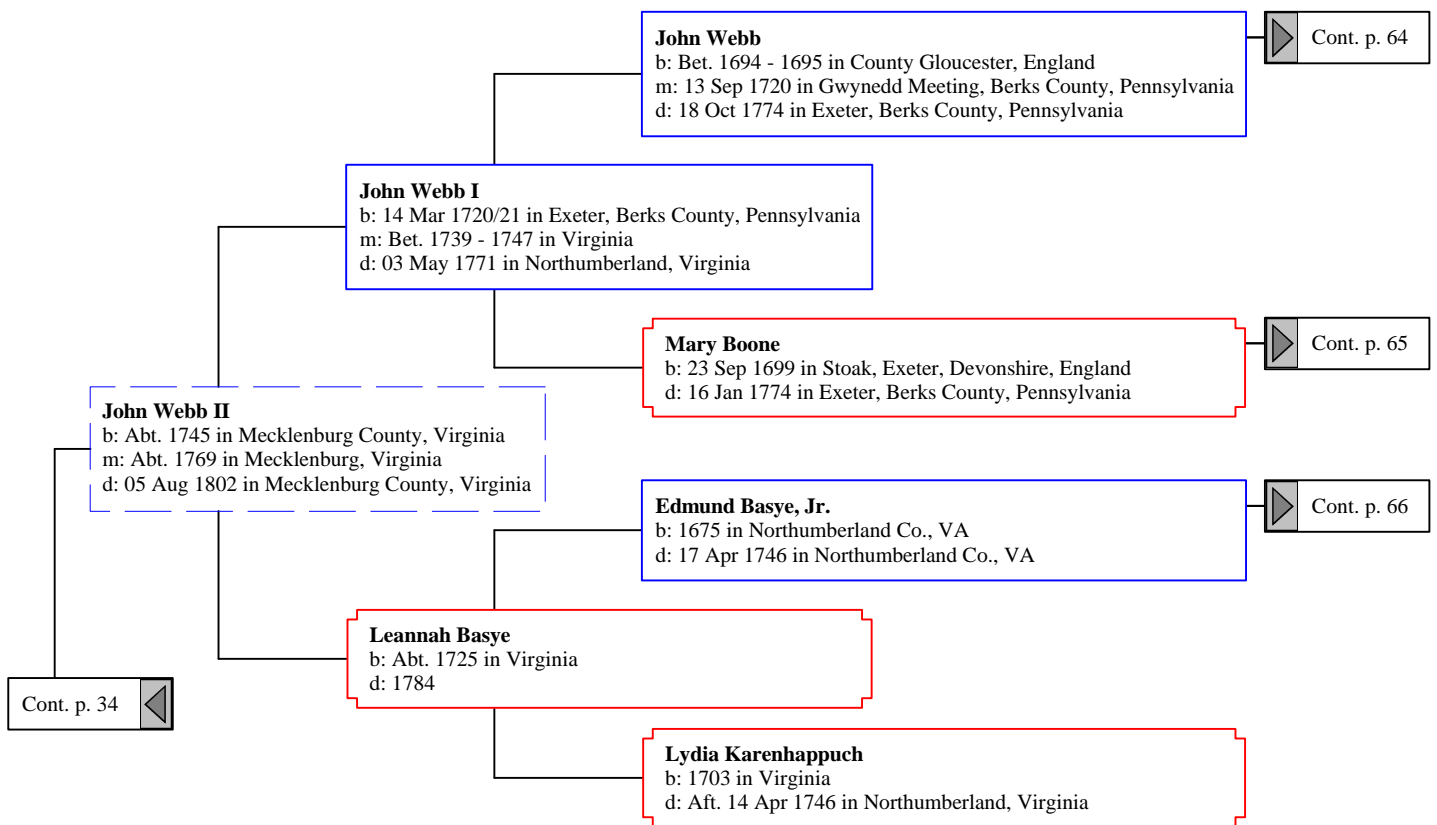 John Webb
b: Bet. 1694 - 1695 in County Gloucester, England
m: 13 Sep 1720 in Gwynedd Meeting, Berks County, Pennsylvania
d: 18 Oct 1774 in Exeter, Berks County, Pennsylvania
Cont. p. 64
John Webb I
b: 14 Mar 1720/21 in Exeter, Berks County, Pennsylvania
m: Bet. 1739 - 1747 in Virginia
d: 03 May 1771 in Northumberland, Virginia
Mary Boone
b: 23 Sep 1699 in Stoak, Exeter, Devonshire, England
d: 16 Jan 1774 in Exeter, Berks County, Pennsylvania
Cont. p. 65
John Webb II
b: Abt. 1745 in Mecklenburg County, Virginia
m: Abt. 1769 in Mecklenburg, Virginia
d: 05 Aug 1802 in Mecklenburg County, Virginia
Edmund Basye, Jr.
b: 1675 in Northumberland Co., VA
d: 17 Apr 1746 in Northumberland Co., VA
Cont. p. 66
Leannah Basye
b: Abt. 1725 in Virginia
d: 1784
Cont. p. 34
Lydia Karenhappuch
b: 1703 in Virginia
d: Aft. 14 Apr 1746 in Northumberland, Virginia